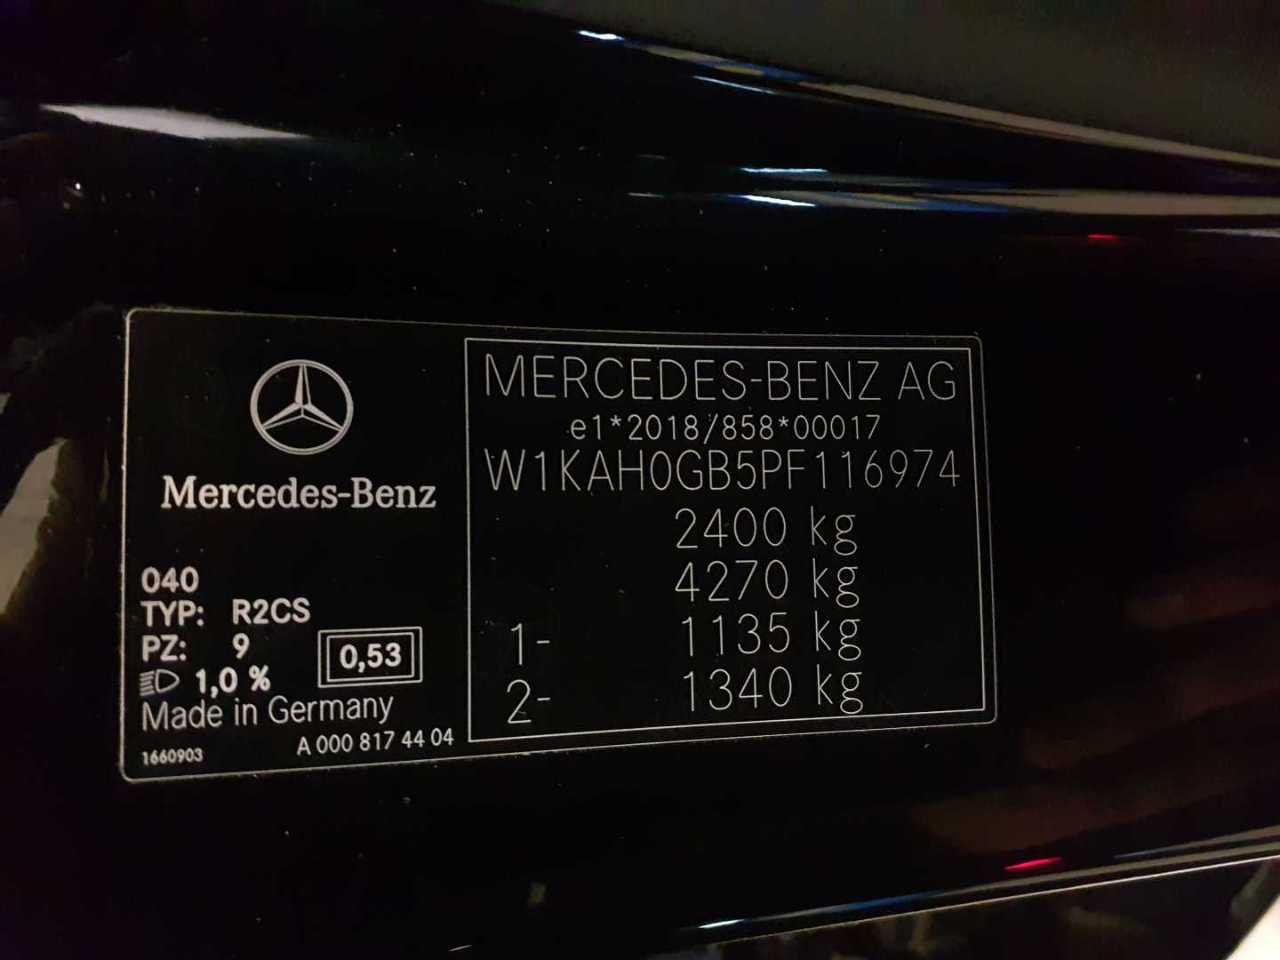 Mercedes-Benz
040
TYP: R2CS
PZ: 9
1,0 %
0,53
Made in Germany
1660903
A 000 817 44 04
MERCEDES-BENZ AG
e1*2018/858*00017
W1KAH0GB5PF116974
2400 kg
4270 kg
1- 1135 kg
2- 1340 kg